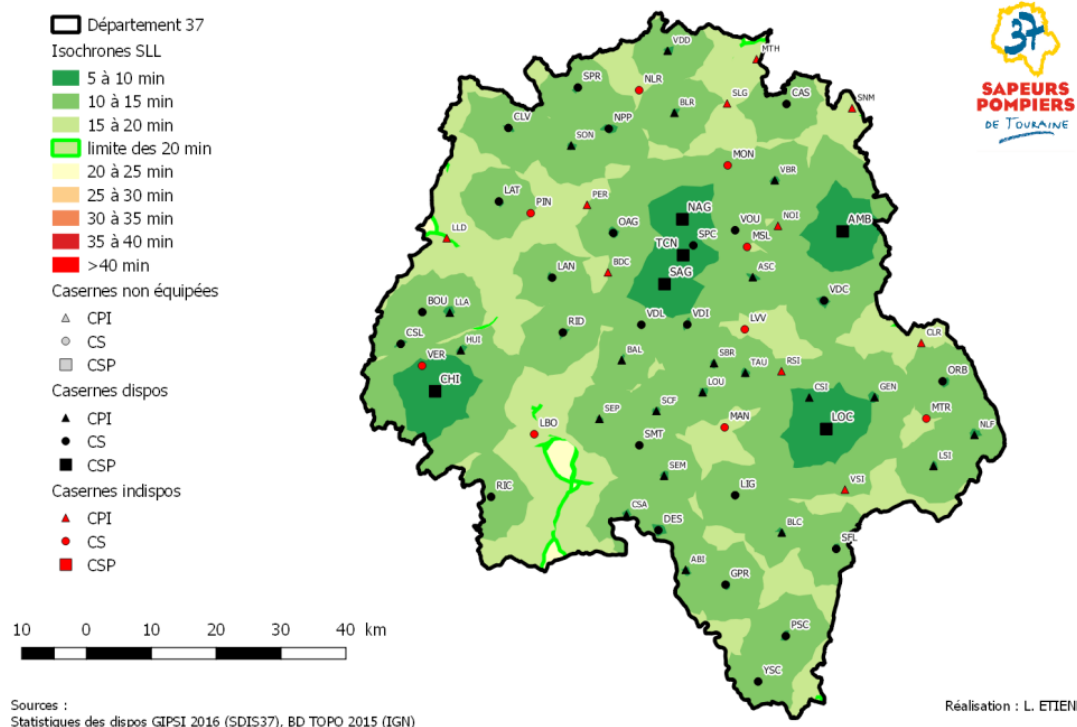 Département 37
Isochrones SLL
5 à 10 min
10 à 15 min
15 à 20 min
limite des 20 min
20 à 25 min
25 à 30 min
30 à 35 min
35 à 40 min
>40 min
Casernes non équipées
CPI
CS
CSP
Casernes dispos
CPI
CS
CSP
Casernes indispos
CPI
CS
CSP
10 0 10 20 30 40 km
Sources :
Statistiques des dispos GIPSI 2016 (SDIS37), BD TOPO 2015 (IGN)
37
SAPEURS
POMPIERS
DE TOURAINE
VDD
MTH
SPR
NLR
SLG
CAS
SNM
BLR
CLV
NPP
SON
MON
VBR
LAT
PIN
PER
NAG
VOU
NOI
AMB
LLD
OAG
TCN
SPC
MSL
BDC
LAN
SAG
ASC
BOU
LLA
VDC
RID
VDL
VDI
LVV
CSL
HUI
CLR
VER
BAL
SBR
TAU
RSI
CHI
LOU
CSI
GEN
ORB
SEP
SCF
LOC
MTR
LBO
MAN
NLF
SMT
SEM
LSI
RIC
LIG
VSI
CSA
DES
BLC
SFL
ABI
GPR
PSC
YSC
Réalisation : L. ETIEN